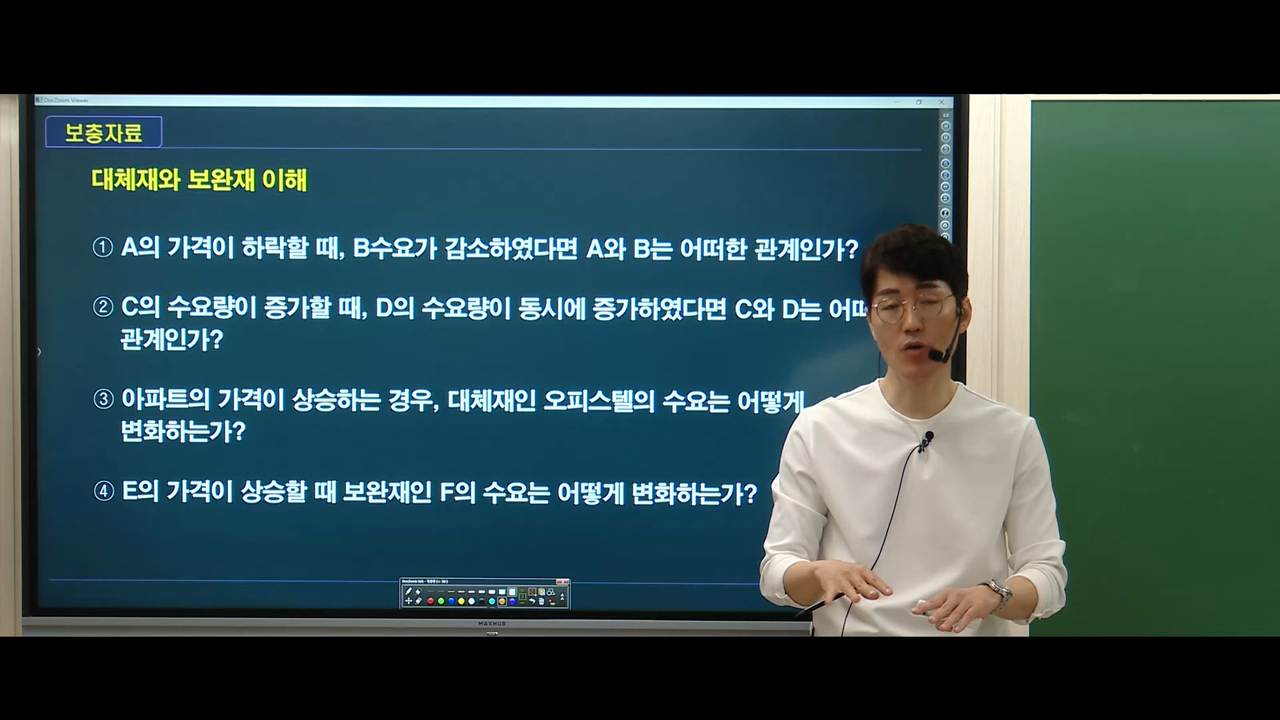 DocZoom Viewer
보충자료
대체재와 보완재 이해
① A의 가격이 하락할 때, B수요가 감소하였다면 A와 B는 어떠한 관계인가?
② C의 수요량이 증가할 때, D의 수요량이 동시에 증가하였다면 C와 D는
관계인가?
③ 아파트의 가격이 상승하는 경우, 대체재인 오피스텔의 수요는 어떻게
변화하는가?
④ E의 가격이 상승할 때 보완재인 F의 수요는 어떻게 변화하는가?
MAXHUB